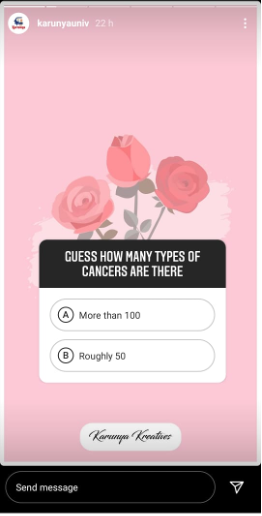 karunyauniv 22 h
GUESS HOW MANY TYPES OF
CANCERS ARE THERE
A More than 100
B Roughly 50
Karunya Kreatives
Send message